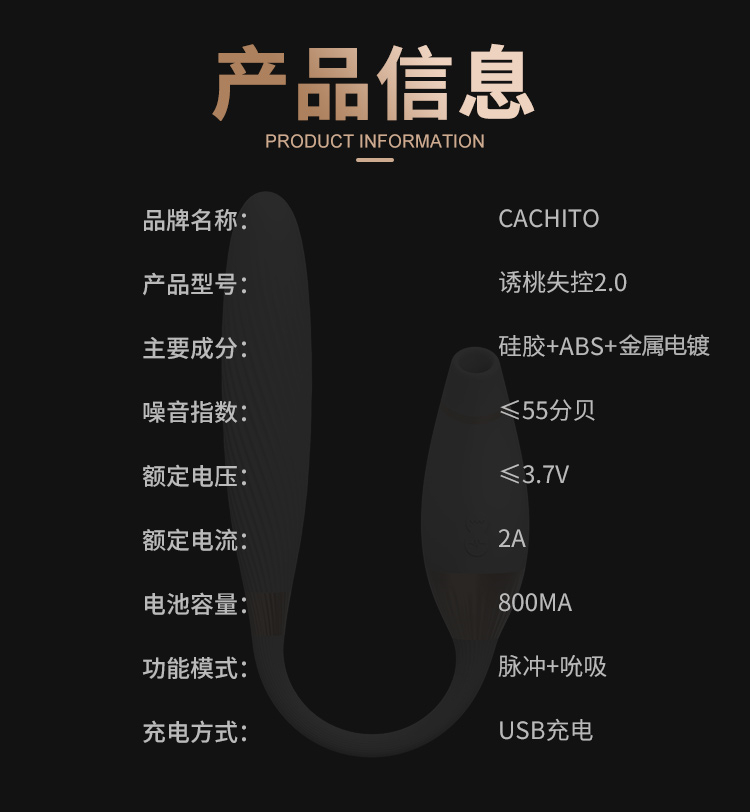 产品信息
PRODUCT INFORMATION
品牌名称： CACHITO
产品型号： 诱桃失控2.0
主要成分： 硅胶+ABS+金属电镀
噪音指数： ≤55分贝
额定电压： ≤3.7V
额定电流： 2A
电池容量： 800MA
功能模式： 脉冲+吮吸
充电方式： USB充电